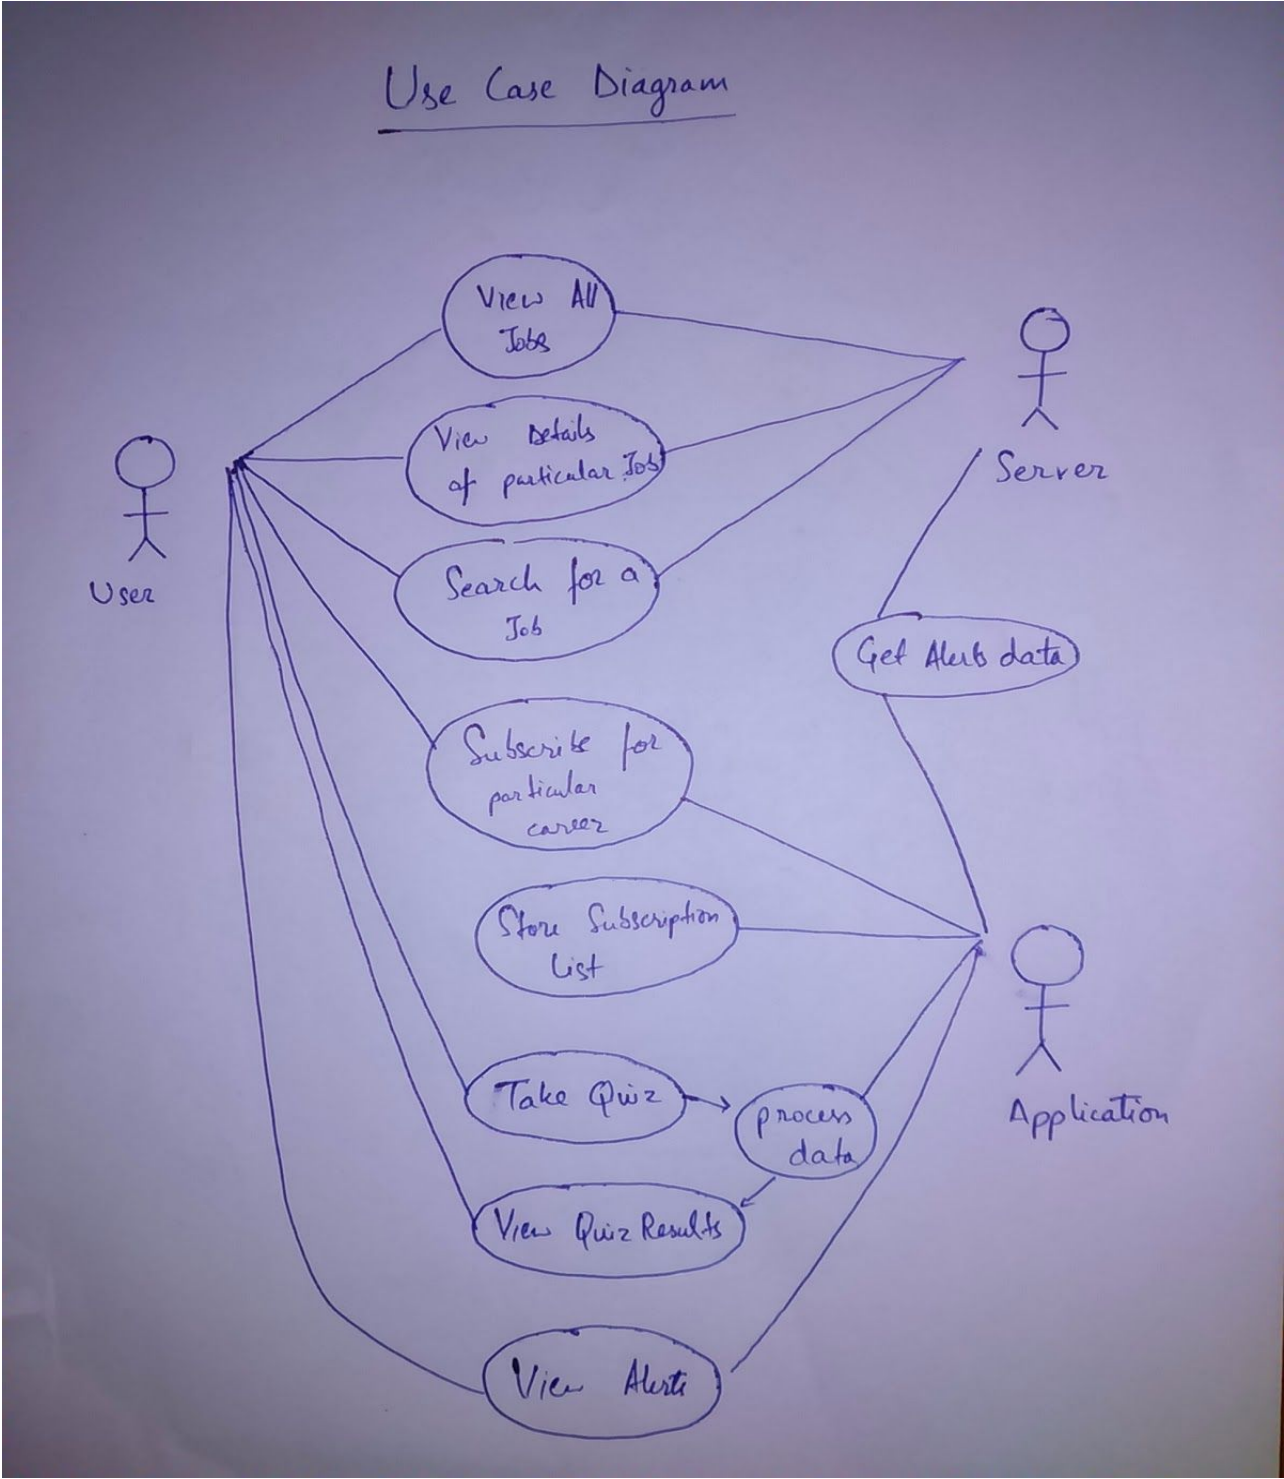 Use Case Diagram
View All
Jobs
View Details
of particular Job
Server
User
Search for a
Job
Get Alerts data
Subscribe for
particular
career
Store Subscription
List
Take Quiz
process
data
Application
View Quiz Results
View Alerts